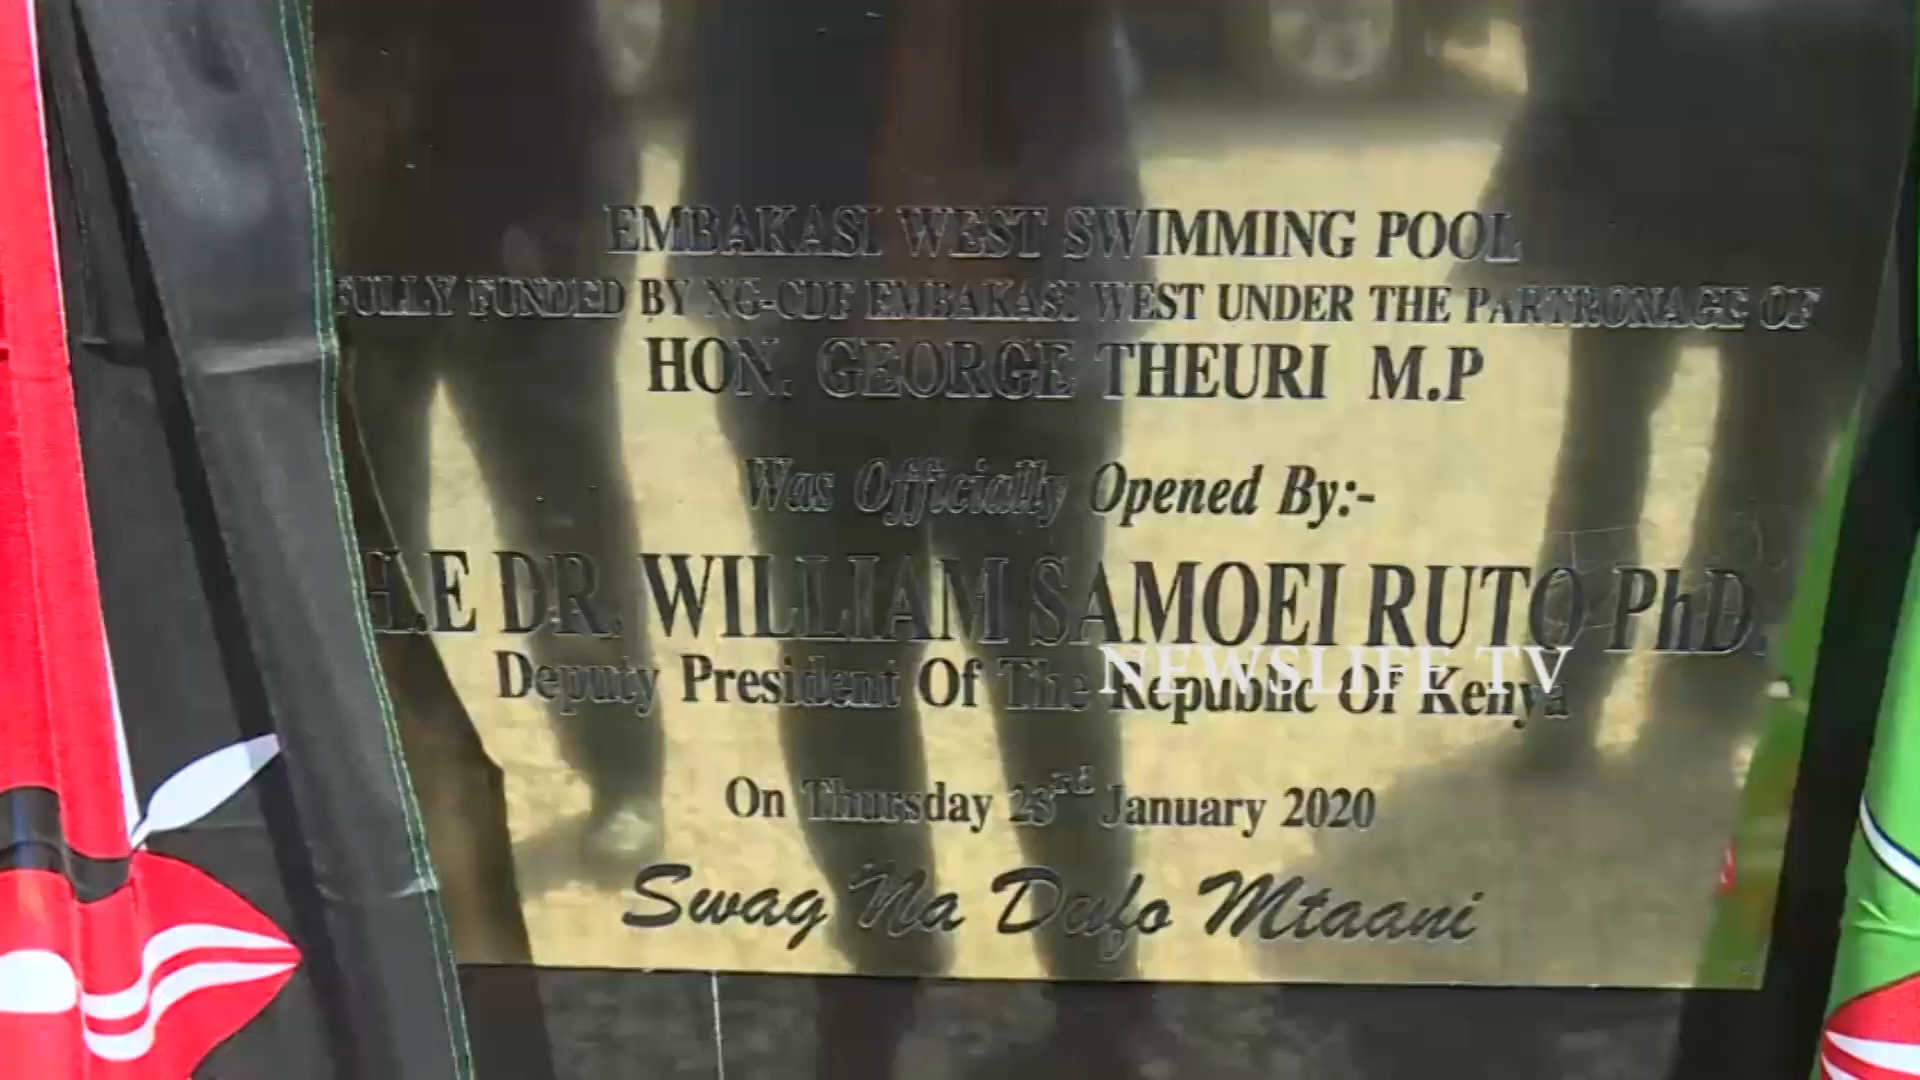 EMBAKASI WEST SWIMMING POOL
FULLY FUNDED BY NG-CDF EMBAKASI WEST UNDER THE PARTRONAGE OF
HON. GEORGE THEURI M.P
Was Officially Opened By:-
H.E DR. WILLIAM SAMOEI RUTO PhD.
Deputy President Of The Republic Of Kenya
NEWSLIFE TV
On Thursday 23rd January 2020
Swag Na Dufo Mtaani